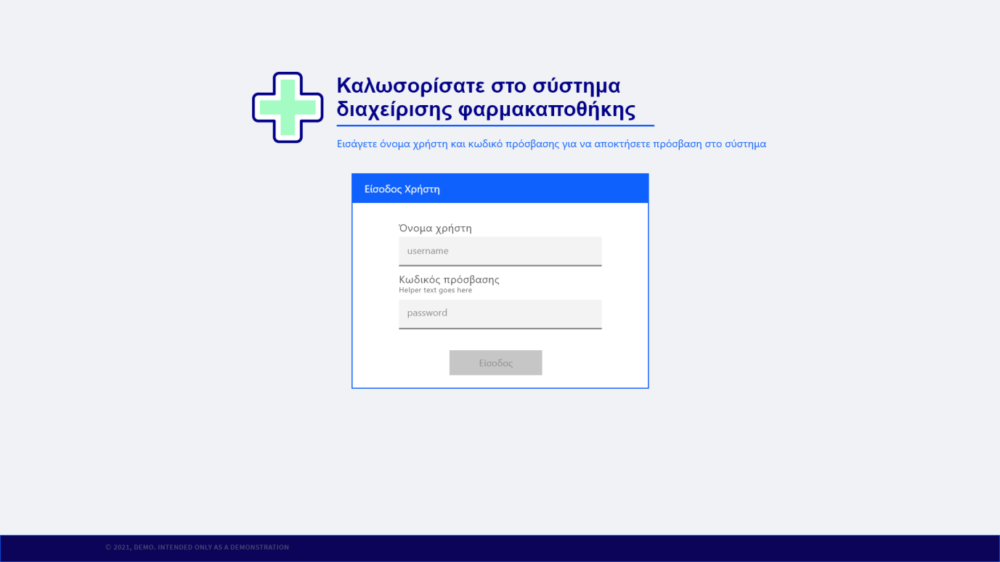 Καλωσορίσατε στο σύστημα
διαχείρισης φαρμακαποθήκης
Εισάγετε όνομα χρήστη και κωδικό πρόσβασης για να αποκτήσετε πρόσβαση στο σύστημα
Είσοδος Χρήστη
Όνομα χρήστη
username
Κωδικός πρόσβασης
Helper text goes here
password
Είσοδος
© 2021, DEMO. INTENDED ONLY AS A DEMONSTRATION